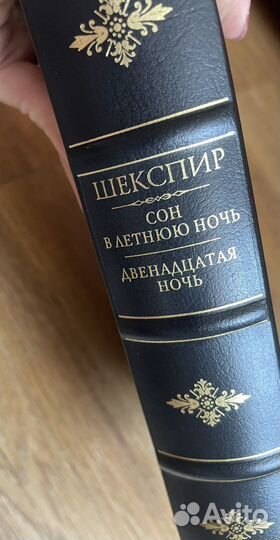 ШЕКСПИР
СОН
В ЛЕТНЮЮ НОЧЬ
ДВЕНАДЦАТАЯ
НОЧЬ
Avito